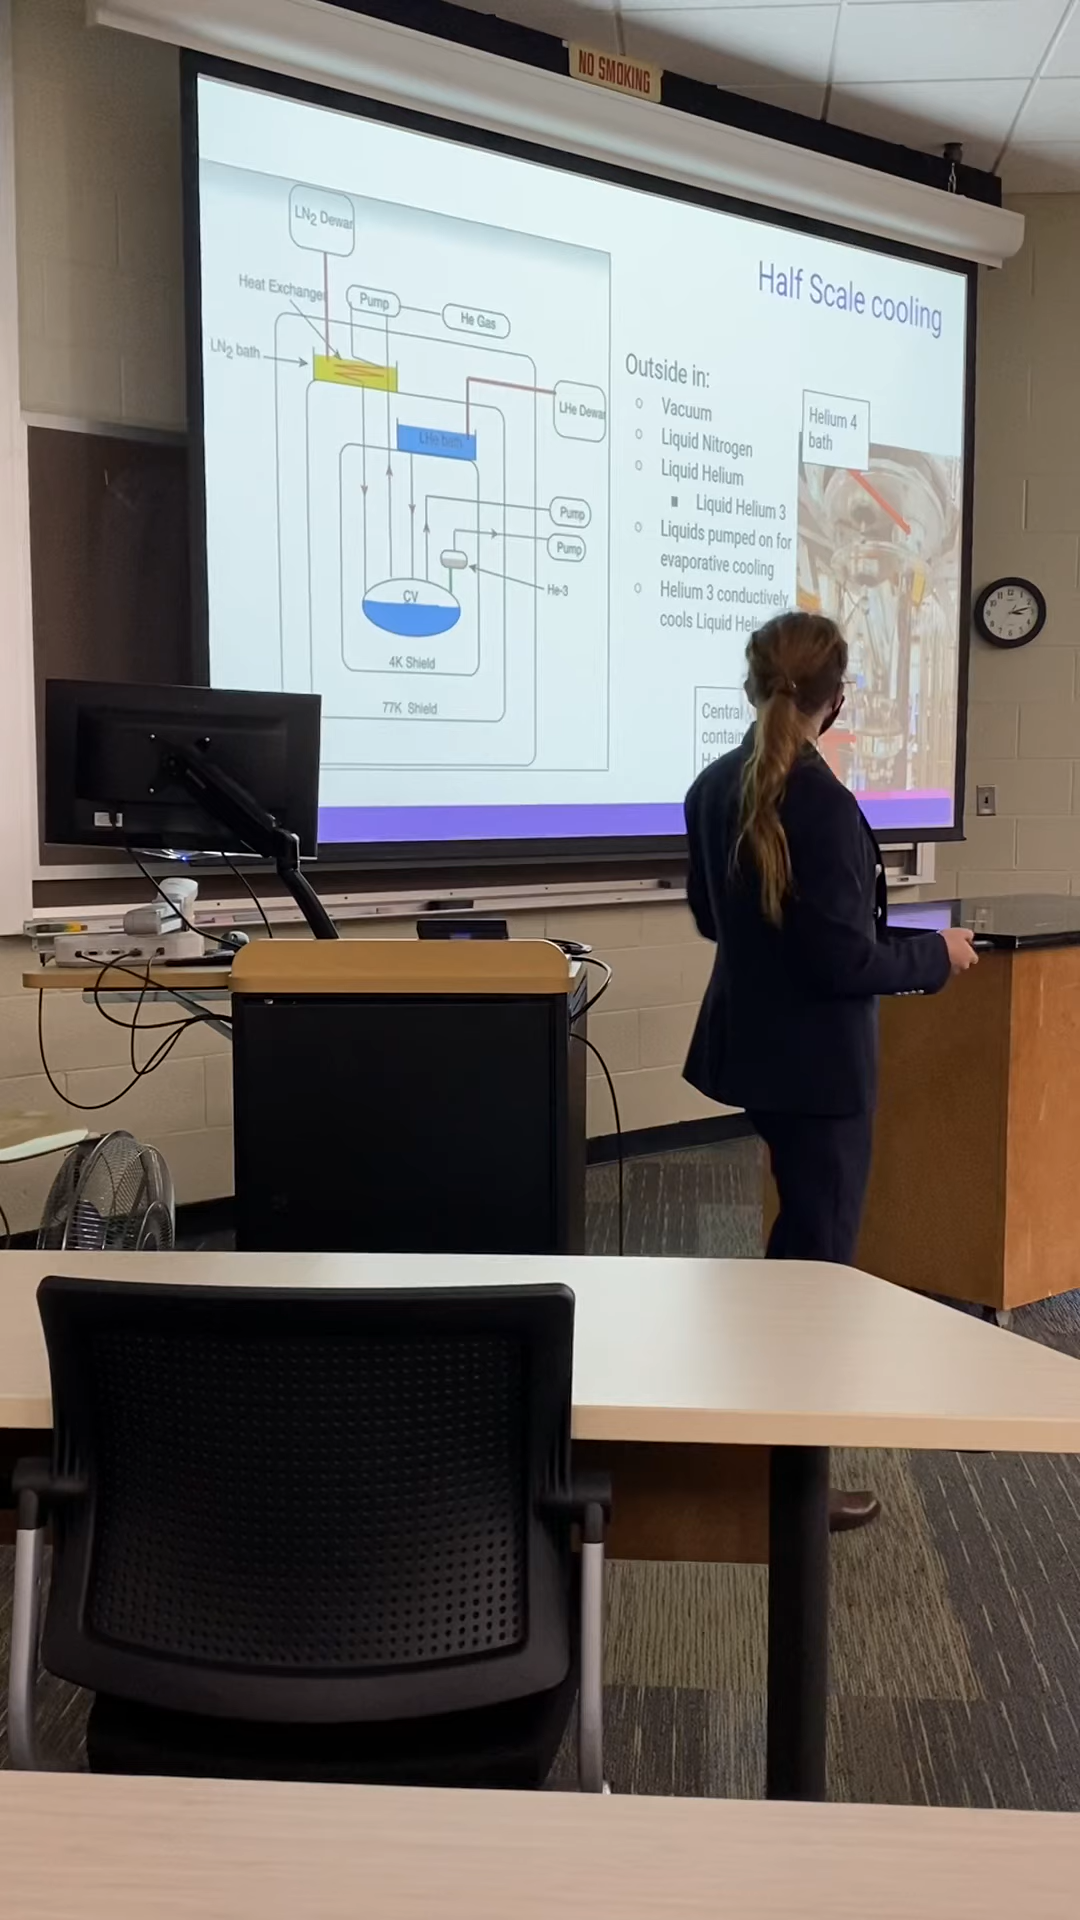 NO SMOKING
LN2 Dewar
Heat Exchanger
Pump
He Gas
LN2 bath
LHe Dewar
LHe bath
Pump
Pump
He-3
CV
4K Shield
77K Shield
Half Scale cooling
Outside in:
Vacuum
Liquid Nitrogen
Liquid Helium
Liquid Helium 3
Liquids pumped on for
evaporative cooling
Helium 3 conductively
cools Liquid
Helium 4
bath
Central